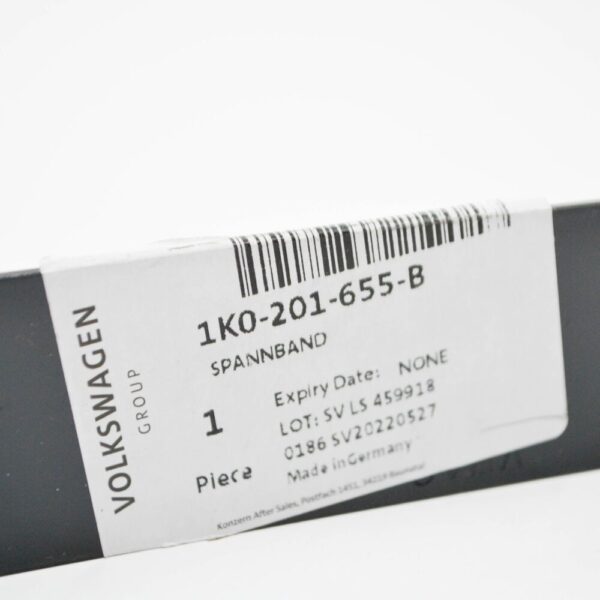 VOLKSWAGEN
GROUP
1K0-201-655-B
SPANNBAND
1
Piece
Expiry Date: NONE
LOT: SV LS 459918
0186 SV20220527
Made in Germany
Konzern After Sales, Postfach 1451, 34219 Baunatal